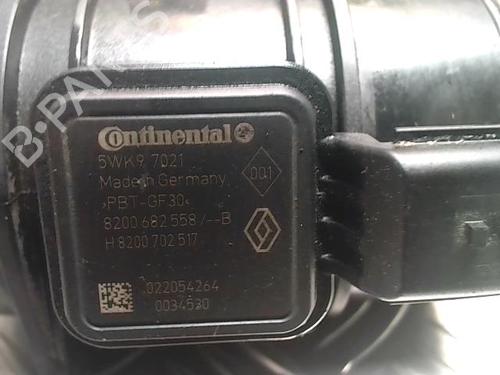 B-PARTS
Continental
5WK9 7021
Made in Germany
001
>PBT-GF30<
8200 682 558 /--B
H 8200 702 517
022054264
0034530